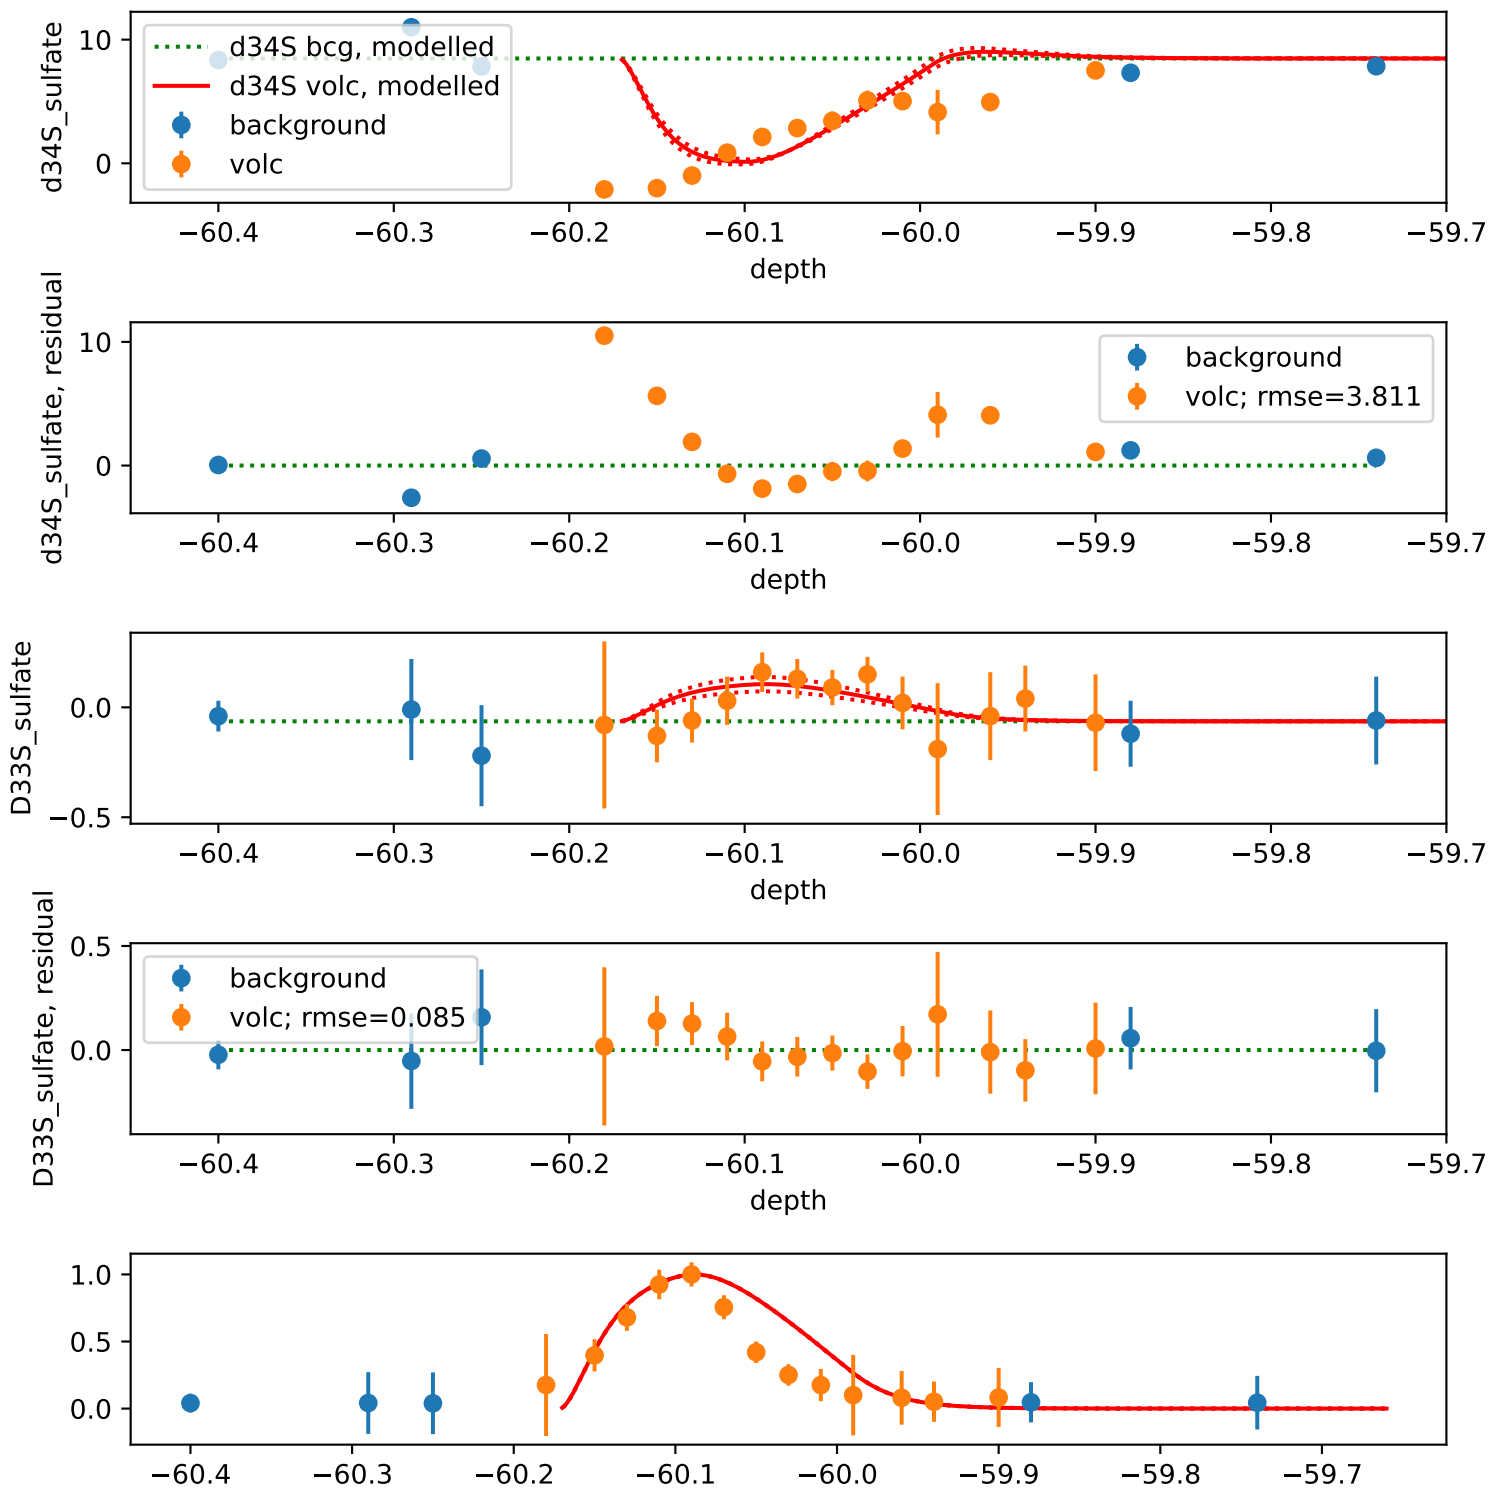 d34S_sulfate
10
0
d34S bcg, modelled
d34S volc, modelled
background
volc
−60.4 −60.3 −60.2 −60.1 −60.0 −59.9 −59.8 −59.7
depth
d34S_sulfate, residual
10
0
background
volc; rmse=3.811
−60.4 −60.3 −60.2 −60.1 −60.0 −59.9 −59.8 −59.7
depth
D33S_sulfate
0.0
−0.5
−60.4 −60.3 −60.2 −60.1 −60.0 −59.9 −59.8 −59.7
depth
D33S_sulfate, residual
0.5
0.0
background
volc; rmse=0.085
−60.4 −60.3 −60.2 −60.1 −60.0 −59.9 −59.8 −59.7
depth
1.0
0.5
0.0
−60.4 −60.3 −60.2 −60.1 −60.0 −59.9 −59.8 −59.7